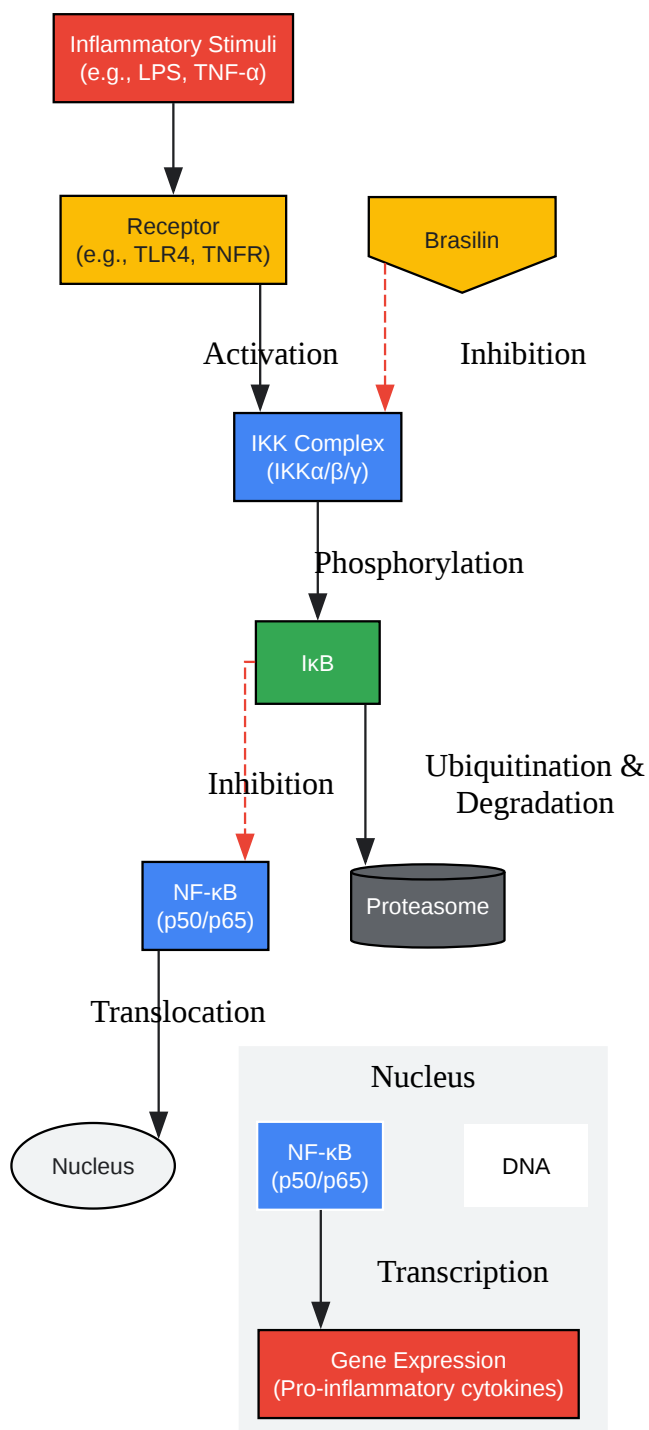 Inflammatory Stimuli
(e.g., LPS, TNF-α)
Receptor
(e.g., TLR4, TNFR)
Brasilin
Activation
Inhibition
IKK Complex
(IKKα/β/γ)
Phosphorylation
IκB
Ubiquitination &
Degradation
Inhibition
NF-κB
(p50/p65)
Proteasome
Translocation
Nucleus
Nucleus
NF-κB
(p50/p65)
DNA
Transcription
Gene Expression
(Pro-inflammatory cytokines)